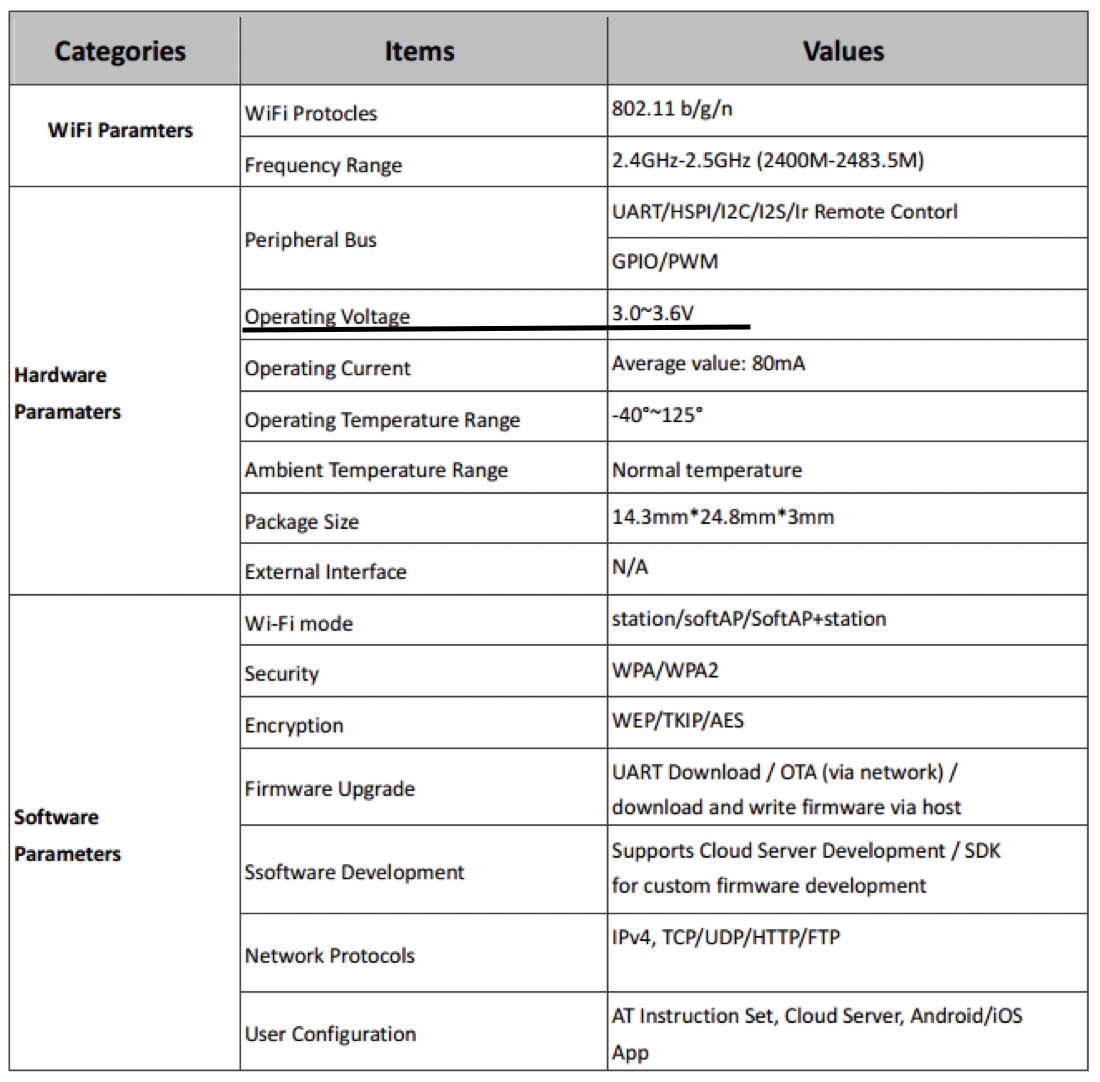 Categories Items Values
WiFi Paramters
WiFi Protocles 802.11 b/g/n
Frequency Range 2.4GHz-2.5GHz (2400M-2483.5M)
Hardware
Paramaters
Peripheral Bus
UART/HSPI/I2C/I2S/Ir Remote Contorl
GPIO/PWM
Operating Voltage 3.0~3.6V
Operating Current Average value: 80mA
Operating Temperature Range -40°~125°
Ambient Temperature Range Normal temperature
Package Size 14.3mm*24.8mm*3mm
External Interface N/A
Software
Parameters
Wi-Fi mode station/softAP/SoftAP+station
Security WPA/WPA2
Encryption WEP/TKIP/AES
Firmware Upgrade
UART Download / OTA (via network) /
download and write firmware via host
Ssoftware Development
Supports Cloud Server Development / SDK
for custom firmware development
Network Protocols IPv4, TCP/UDP/HTTP/FTP
User Configuration
AT Instruction Set, Cloud Server, Android/iOS
App